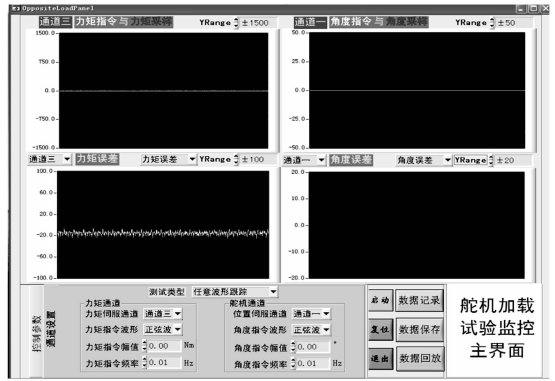 OppositeLoadPanel
通道三 力矩指令与力矩采样 YRange ±1500
通道一 角度指令与角度采样 YRange ±50
1500.0
750.0
0.0
-750.0
-1500.0
50.0
25.0
0.0
-25.0
-50.0
通道三 力矩误差 力矩误差 YRange ±100
通道一 角度误差 角度误差 YRange ±20
100.0
60.0
20.0
-20.0
-60.0
-100.0
20.0
10.0
0.0
-10.0
-20.0
控制参数
通道设置
测试类型 任意波形跟踪
力矩通道
力矩伺服通道 通道三
力矩指令波形 正弦波
力矩指令幅值 0.00 Nm
力矩指令频率 0.01 Hz
舵机通道
位置伺服通道 通道一
角度指令波形 正弦波
角度指令幅值 0.00 °
角度指令频率 0.01 Hz
启动 数据记录
复位 数据保存
退出 数据回放
舵机加载
试验监控
主界面